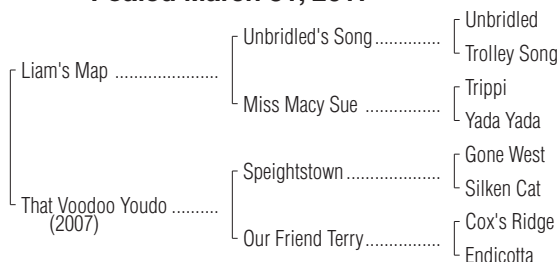 Unbridled
Unbridled's Song ..............
Trolley Song
Liam's Map ......................
Trippi
Miss Macy Sue ................
Yada Yada
Gone West
Speightstown ....................
Silken Cat
That Voodoo Youdo ..........
(2007)
Cox's Ridge
Our Friend Terry ................
Endicotta